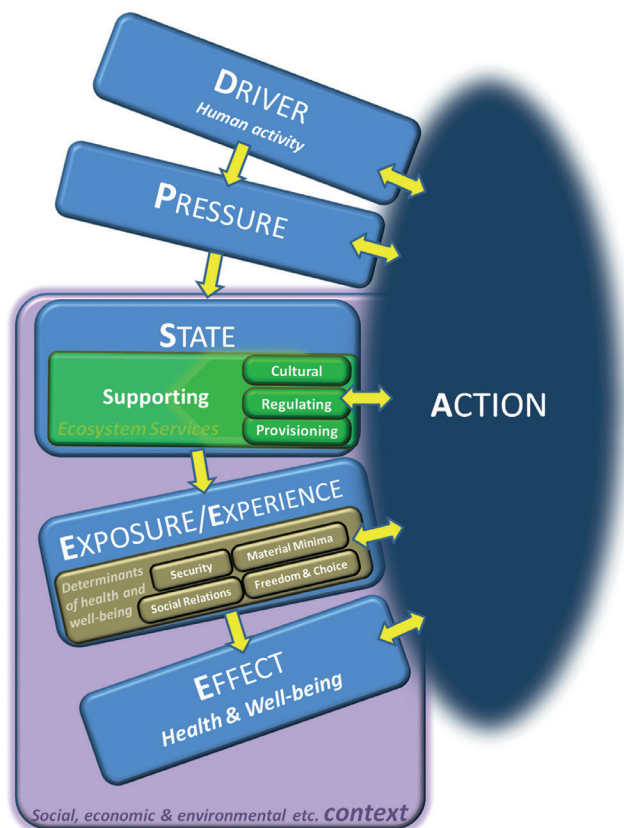 DRIVER
Human activity
PRESSURE
STATE
Supporting
Cultural
Regulating
Provisioning
Ecosystem Services
ACTION
EXPOSURE/EXPERIENCE
Determinants
of health and
well-being
Security
Material Minima
Social Relations
Freedom & Choice
EFFECT
Health & Well-being
Social, economic & environmental etc. context